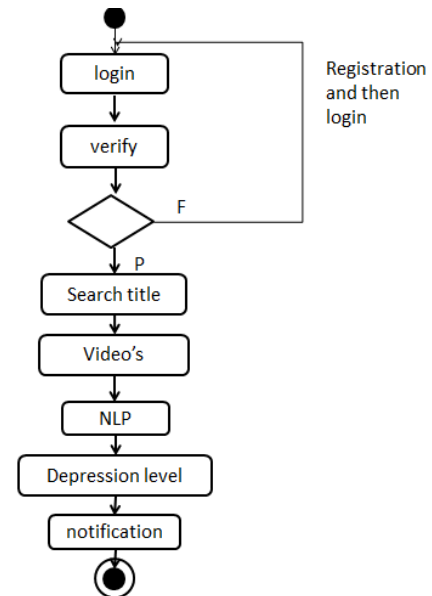 login
Registration
and then
login
verify
F
P
Search title
Video’s
NLP
Depression level
notification